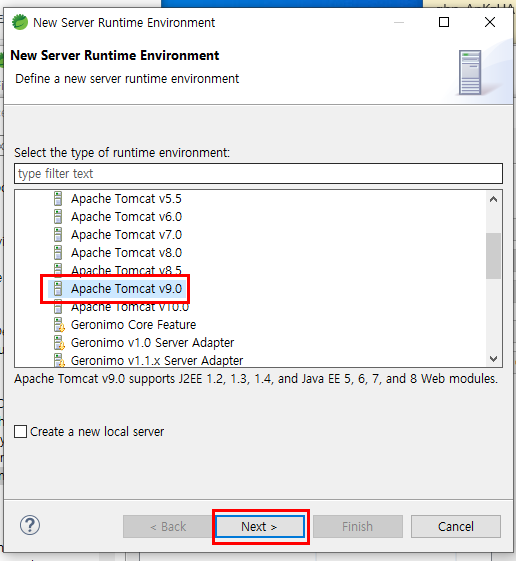 New Server Runtime Environment
New Server Runtime Environment
Define a new server runtime environment
Select the type of runtime environment:
type filter text
Apache Tomcat v5.5
Apache Tomcat v6.0
Apache Tomcat v7.0
Apache Tomcat v8.0
Apache Tomcat v8.5
Apache Tomcat v9.0
Apache Tomcat v10.0
Geronimo Core Feature
Geronimo v1.0 Server Adapter
Geronimo v1.1.x Server Adapter
Apache Tomcat v9.0 supports J2EE 1.2, 1.3, 1.4, and Java EE 5, 6, 7, and 8 Web modules.
Create a new local server
? < Back Next > Finish Cancel